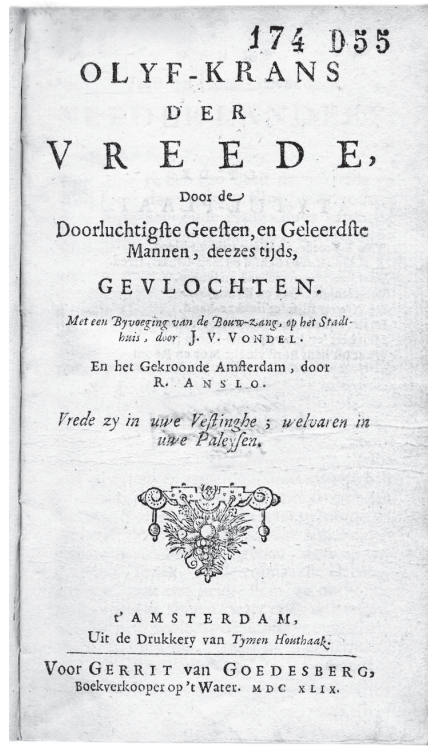 174 D55
OLYF-KRANS
DER
VREEDE,
Door de
Doorluchtigſte Geeſten, en Geleerdſte
Mannen, deezes tijds,
GEVLOCHTEN.
Met een Byvoeging van de Bouw-zang, op het Stadt-
huis, door J. V. VONDEL.
En het Gekroonde Amſterdam, door
R. ANSLO.
Vrede zy in uwe Veſtinghe ; welvaren in
uwe Paleyſen.
t'AMSTERDAM,
Uit de Drukkery van Tymen Houthaak.
Voor GERRIT van GOEDESBERG,
Boekverkooper op 't Water. MDC XLIX.